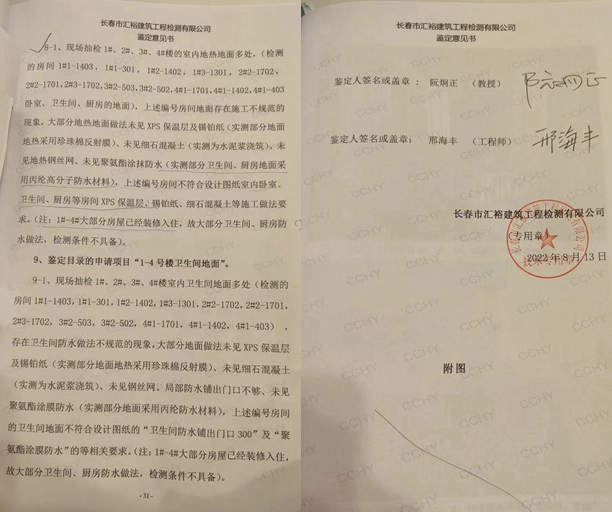 长春市汇裕建筑工程检测有限公司
鉴定意见书
8-1、现场抽检 1#、2#、3#、4#楼的室内地热地面多处,(检测
的房间 1#1-1403,1#1-301,1#2-1402,1#3-1301,2#2-1702、
2#2-1701,2#3-1702,3#2-503,3#2-502,4#1-1701,4#1-1402,4#1-403
卧室、卫生间、厨房的地面),上述编号房间地面存在施工不规范的
现象,大部分地热地面做法未见 XPS 保温层及锡铂纸(实测部分地面
地热采用珍珠棉反射膜)、未见细石混凝土(实测为水泥浆浇筑)、未
见地热钢丝网、未见聚氨酯涂抹防水(实测部分卫生间、厨房地面采
用丙纶高分子防水材料),上述编号房间不符合设计图纸室内卧室、
卫生间、厨房等房间 XPS 保温层、锡铂纸、细石混凝土等施工做法要
求。(注:1#-4#大部分房屋已经装修入住,故大部分卫生间、厨房防
水做法,检测条件不具备)。
9、鉴定目录的申请项目“1-4 号楼卫生间地面”。
9-1、现场抽检 1#、2#、3#、4#楼室内卫生间地面多处(检测的
房间 1#1-1403,1#1-301,1#2-1402,1#3-1301,2#2-1702、2#2-1701,
2#3-1702,3#2-503,3#2-502,4#1-1701,4#1-1402,4#1-403),
存在卫生间防水做法不规范的现象,大部分地面做法未见 XPS 保温层
及锡铂纸(实测部分地面地热采用珍珠棉反射膜)、未见细石混凝土
(实测为水泥浆浇筑)、未见钢丝网、局部防水铺出门口不够、未见
聚氨酯涂膜防水(实测部分地面采用丙纶防水材料),上述编号房间
的卫生间地面不符合设计图纸的“卫生间防水铺出门口 300”及“聚
氨酯涂膜防水”的等相关要求。(注:1#-4#大部分房屋已经装修入住,
故大部分卫生间、厨房防水做法,检测条件不具备)。
- 31 -
长春市汇裕建筑工程检测有限公司
鉴定意见书
鉴定人签名或盖章: 阮炯正 (教授) 阮炯正
鉴定人签名或盖章: 邢海丰 (工程师) 邢海丰
长春市汇裕建筑工程检测有限公司
(专用章)
2022 年 8 月 13 日
附图
CCHY